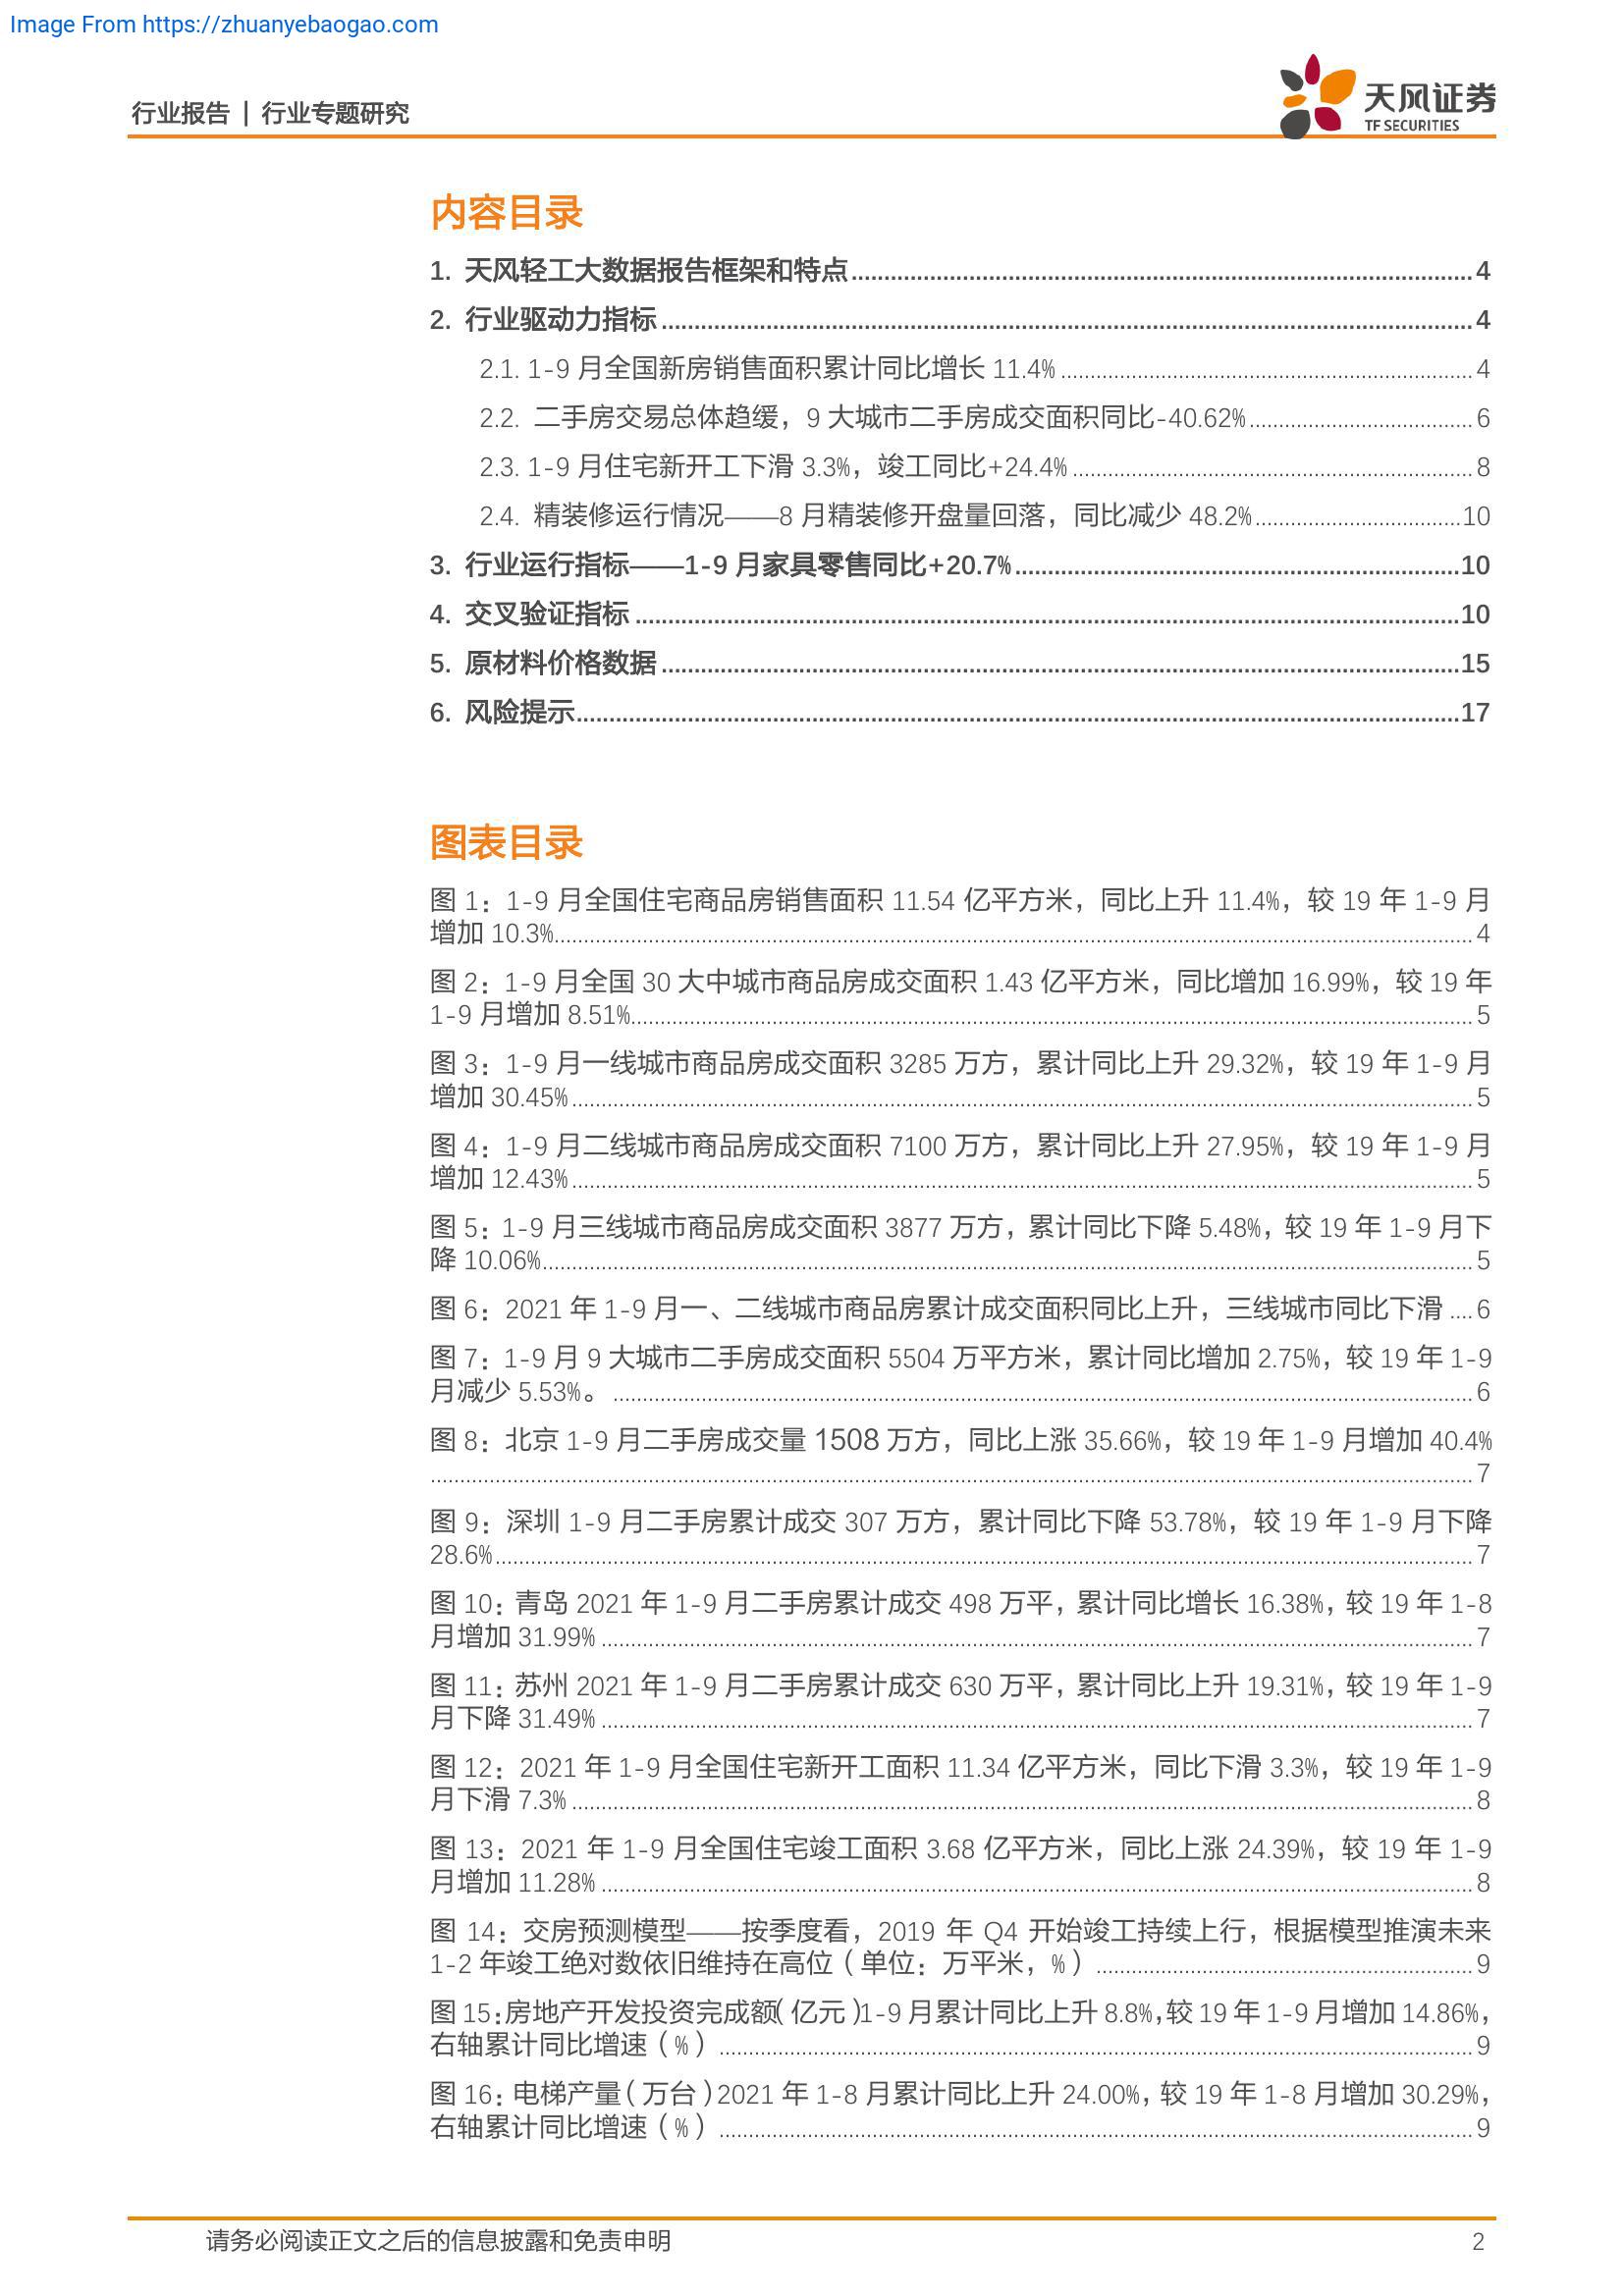 Image From https://zhuanyebaogao.com
行业报告 | 行业专题研究
天风证券
TF SECURITIES
内容目录
1. 天风轻工大数据报告框架和特点 4
2. 行业驱动力指标 4
2.1. 1-9 月全国新房销售面积累计同比增长 11.4% 4
2.2. 二手房交易总体趋缓，9 大城市二手房成交面积同比-40.62% 6
2.3. 1-9 月住宅新开工下滑 3.3%，竣工同比+24.4% 8
2.4. 精装修运行情况——8 月精装修开盘量回落，同比减少 48.2% 10
3. 行业运行指标——1-9 月家具零售同比+20.7% 10
4. 交叉验证指标 10
5. 原材料价格数据 15
6. 风险提示 17
图表目录
图 1：1-9 月全国住宅商品房销售面积 11.54 亿平方米，同比上升 11.4%，较 19 年 1-9 月
增加 10.3% 4
图 2：1-9 月全国 30 大中城市商品房成交面积 1.43 亿平方米，同比增加 16.99%，较 19 年
1-9 月增加 8.51% 5
图 3：1-9 月一线城市商品房成交面积 3285 万方，累计同比上升 29.32%，较 19 年 1-9 月
增加 30.45% 5
图 4：1-9 月二线城市商品房成交面积 7100 万方，累计同比上升 27.95%，较 19 年 1-9 月
增加 12.43% 5
图 5：1-9 月三线城市商品房成交面积 3877 万方，累计同比下降 5.48%，较 19 年 1-9 月下
降 10.06% 5
图 6：2021 年 1-9 月一、二线城市商品房累计成交面积同比上升，三线城市同比下滑 6
图 7：1-9 月 9 大城市二手房成交面积 5504 万平方米，累计同比增加 2.75%，较 19 年 1-9
月减少 5.53%。 6
图 8：北京 1-9 月二手房成交量 1508 万方，同比上涨 35.66%，较 19 年 1-9 月增加 40.4%
7
图 9：深圳 1-9 月二手房累计成交 307 万方，累计同比下降 53.78%，较 19 年 1-9 月下降
28.6% 7
图 10：青岛 2021 年 1-9 月二手房累计成交 498 万平，累计同比增长 16.38%，较 19 年 1-8
月增加 31.99% 7
图 11：苏州 2021 年 1-9 月二手房累计成交 630 万平，累计同比上升 19.31%，较 19 年 1-9
月下降 31.49% 7
图 12：2021 年 1-9 月全国住宅新开工面积 11.34 亿平方米，同比下滑 3.3%，较 19 年 1-9
月下滑 7.3% 8
图 13：2021 年 1-9 月全国住宅竣工面积 3.68 亿平方米，同比上涨 24.39%，较 19 年 1-9
月增加 11.28% 8
图 14：交房预测模型——按季度看，2019 年 Q4 开始竣工持续上行，根据模型推演未来
1-2 年竣工绝对数依旧维持在高位（单位：万平米，%） 9
图 15：房地产开发投资完成额（亿元）1-9 月累计同比上升 8.8%，较 19 年 1-9 月增加 14.86%，
右轴累计同比增速（%） 9
图 16：电梯产量（万台）2021 年 1-8 月累计同比上升 24.00%，较 19 年 1-8 月增加 30.29%，
右轴累计同比增速（%） 9
请务必阅读正文之后的信息披露和免责申明
2